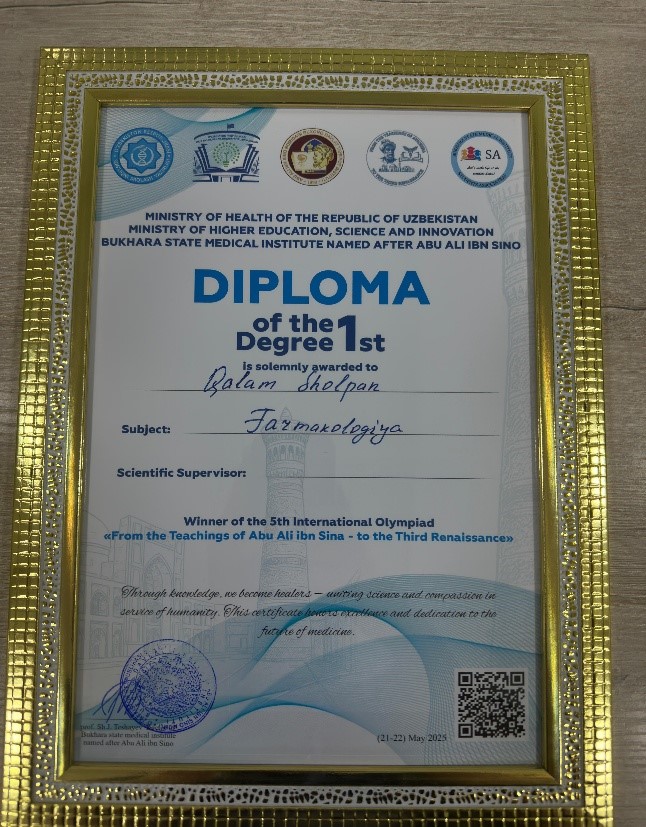 SA
MINISTRY OF HEALTH OF THE REPUBLIC OF UZBEKISTAN
MINISTRY OF HIGHER EDUCATION, SCIENCE AND INNOVATION
BUKHARA STATE MEDICAL INSTITUTE NAMED AFTER ABU ALI IBN SINO
DIPLOMA
of the
Degree 1st
is solemnly awarded to
Qalam Sholpan
Subject: Farmakologiya
Scientific Supervisor:
Winner of the 5th International Olympiad
«From the Teachings of Abu Ali ibn Sina - to the Third Renaissance»
Through knowledge, we become healers — uniting science and compassion in
service of humanity. This certificate honors excellence and dedication to the
future of medicine.
prof. Sh.J. Teshayev
Bukhara state medical institute
named after Abu Ali ibn Sino
(21-22) May 2025